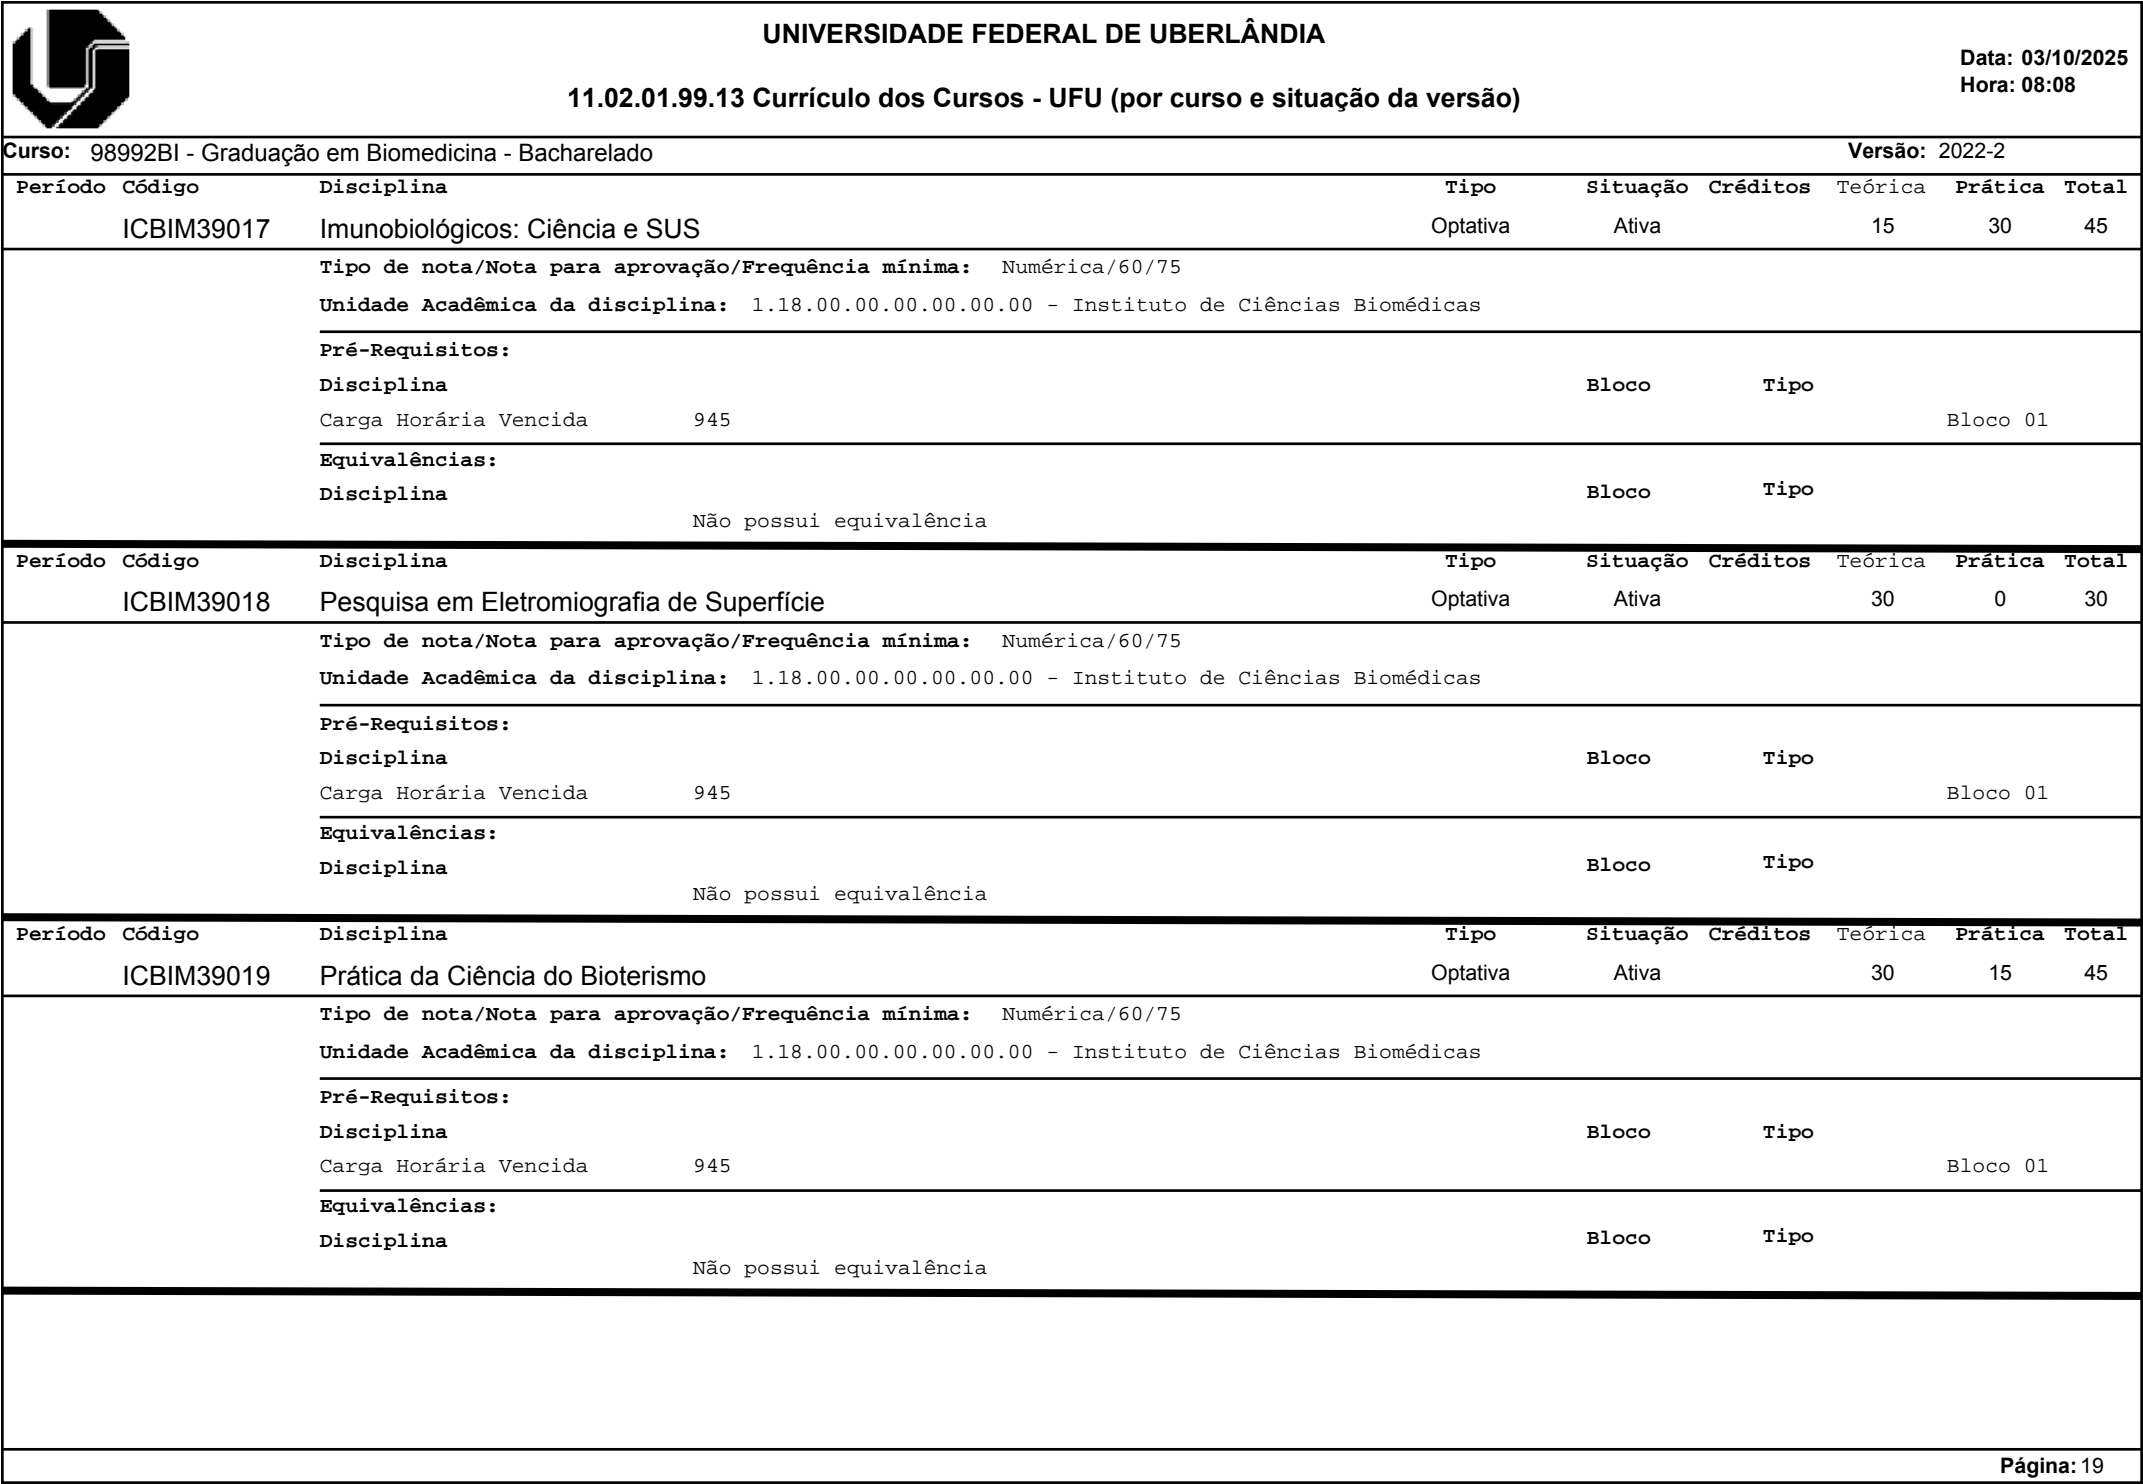 UNIVERSIDADE FEDERAL DE UBERLÂNDIA
Data: 03/10/2025
Hora: 08:08
11.02.01.99.13 Currículo dos Cursos - UFU (por curso e situação da versão)
Curso: 98992BI - Graduação em Biomedicina - Bacharelado Versão: 2022-2
Período Código Disciplina Tipo Situação Créditos Teórica Prática Total
ICBIM39017 Imunobiológicos: Ciência e SUS Optativa Ativa 15 30 45
Tipo de nota/Nota para aprovação/Frequência mínima: Numérica/60/75
Unidade Acadêmica da disciplina: 1.18.00.00.00.00.00.00 - Instituto de Ciências Biomédicas
Pré-Requisitos:
Disciplina Bloco Tipo
Carga Horária Vencida 945 Bloco 01
Equivalências:
Disciplina Bloco Tipo
Não possui equivalência
Período Código Disciplina Tipo Situação Créditos Teórica Prática Total
ICBIM39018 Pesquisa em Eletromiografia de Superfície Optativa Ativa 30 0 30
Tipo de nota/Nota para aprovação/Frequência mínima: Numérica/60/75
Unidade Acadêmica da disciplina: 1.18.00.00.00.00.00.00 - Instituto de Ciências Biomédicas
Pré-Requisitos:
Disciplina Bloco Tipo
Carga Horária Vencida 945 Bloco 01
Equivalências:
Disciplina Bloco Tipo
Não possui equivalência
Período Código Disciplina Tipo Situação Créditos Teórica Prática Total
ICBIM39019 Prática da Ciência do Bioterismo Optativa Ativa 30 15 45
Tipo de nota/Nota para aprovação/Frequência mínima: Numérica/60/75
Unidade Acadêmica da disciplina: 1.18.00.00.00.00.00.00 - Instituto de Ciências Biomédicas
Pré-Requisitos:
Disciplina Bloco Tipo
Carga Horária Vencida 945 Bloco 01
Equivalências:
Disciplina Bloco Tipo
Não possui equivalência
Página: 19